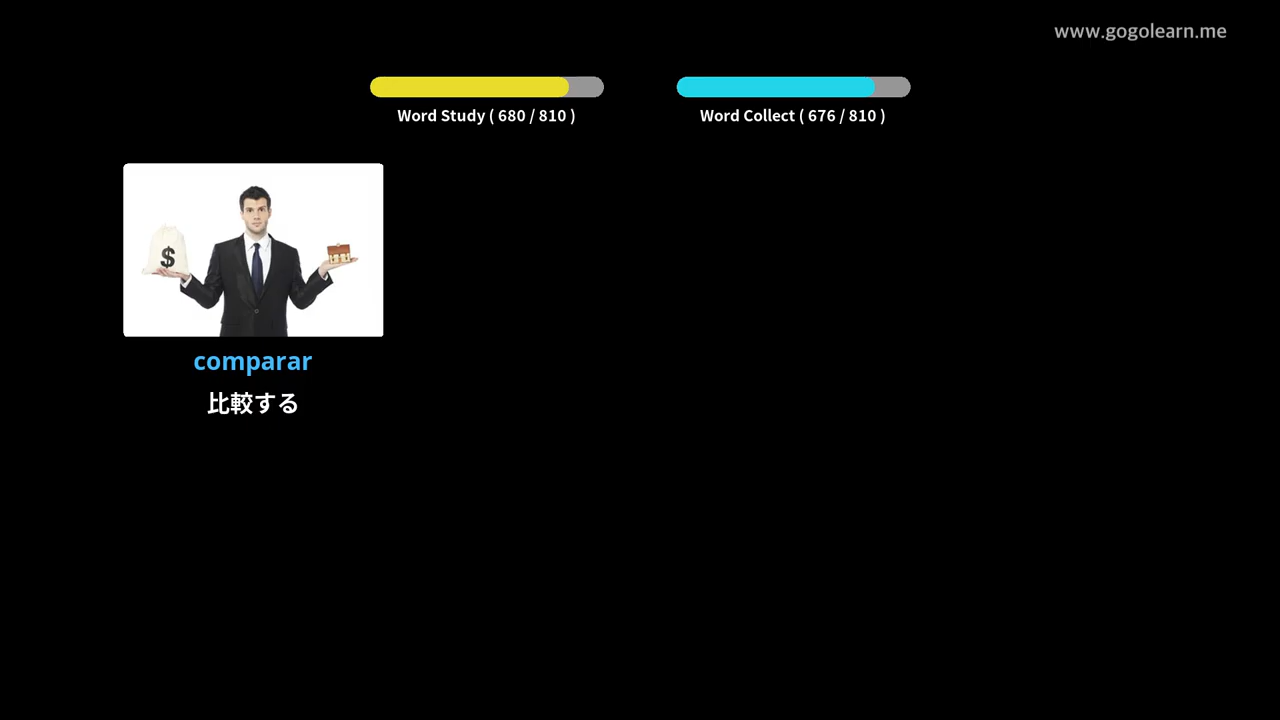 www.gogolearn.me
Word Study ( 680 / 810 )
Word Collect ( 676 / 810 )
$
comparar
比較する